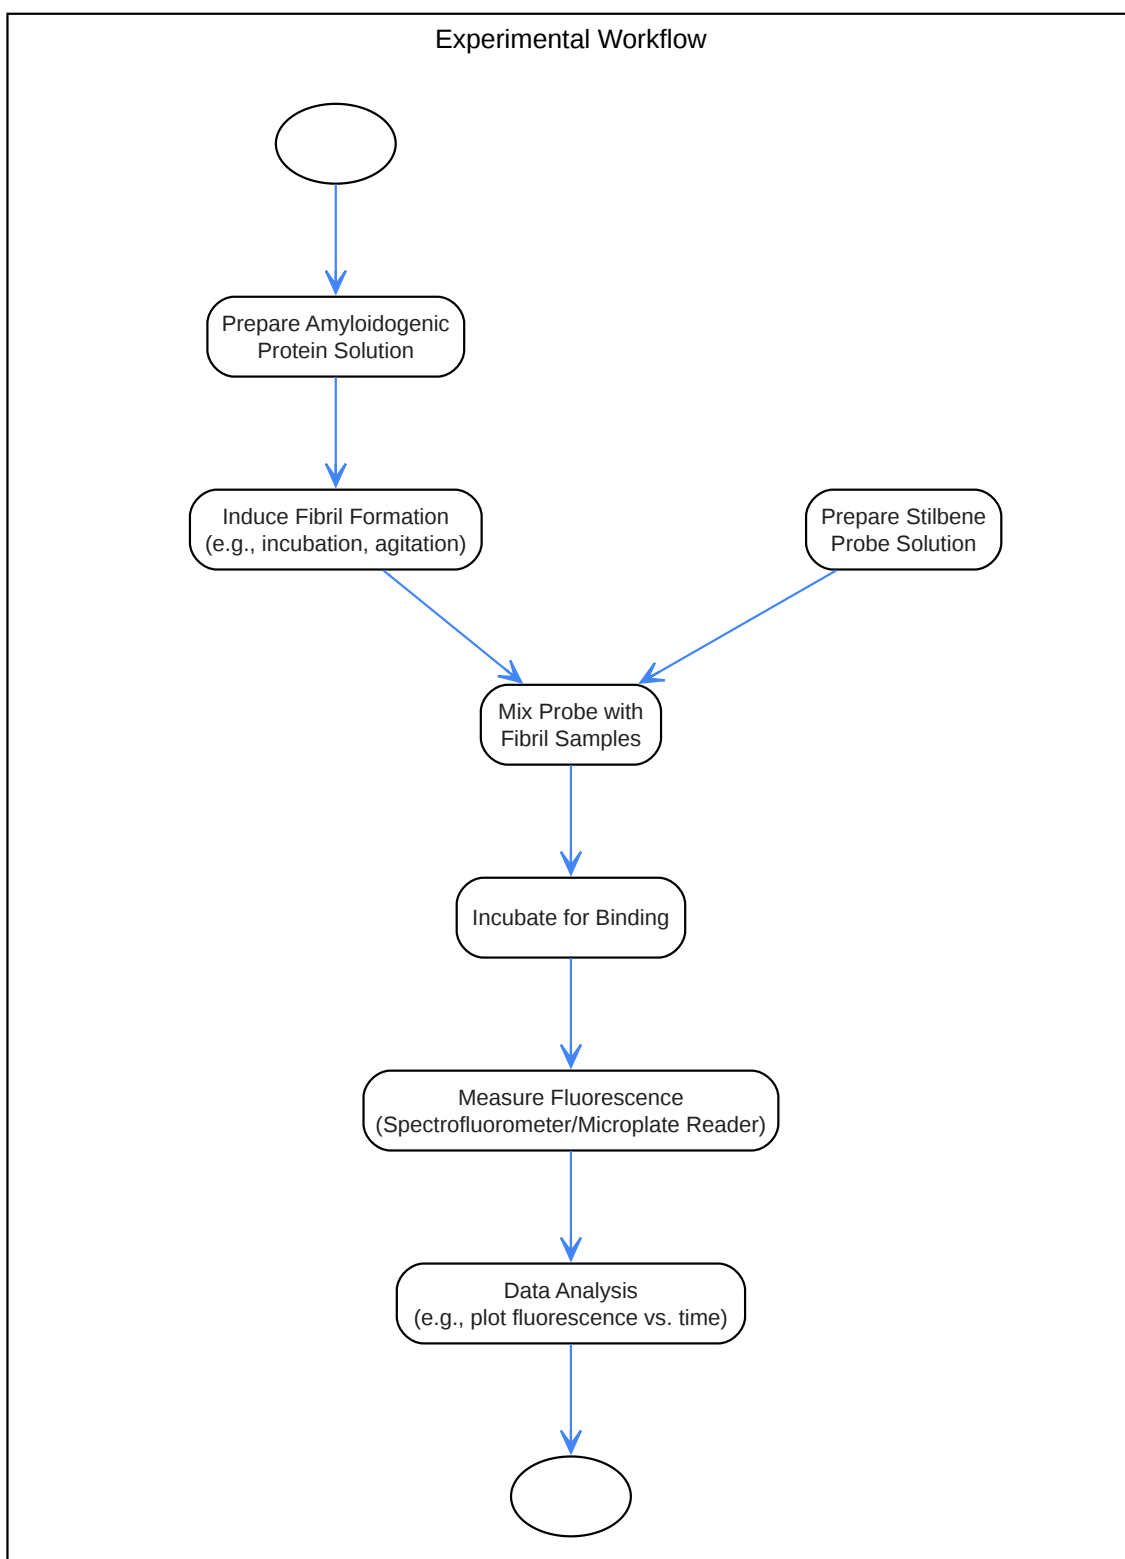 Experimental Workflow
Prepare Amyloidogenic
Protein Solution
Induce Fibril Formation
(e.g., incubation, agitation)
Prepare Stilbene
Probe Solution
Mix Probe with
Fibril Samples
Incubate for Binding
Measure Fluorescence
(Spectrofluorometer/Microplate Reader)
Data Analysis
(e.g., plot fluorescence vs. time)